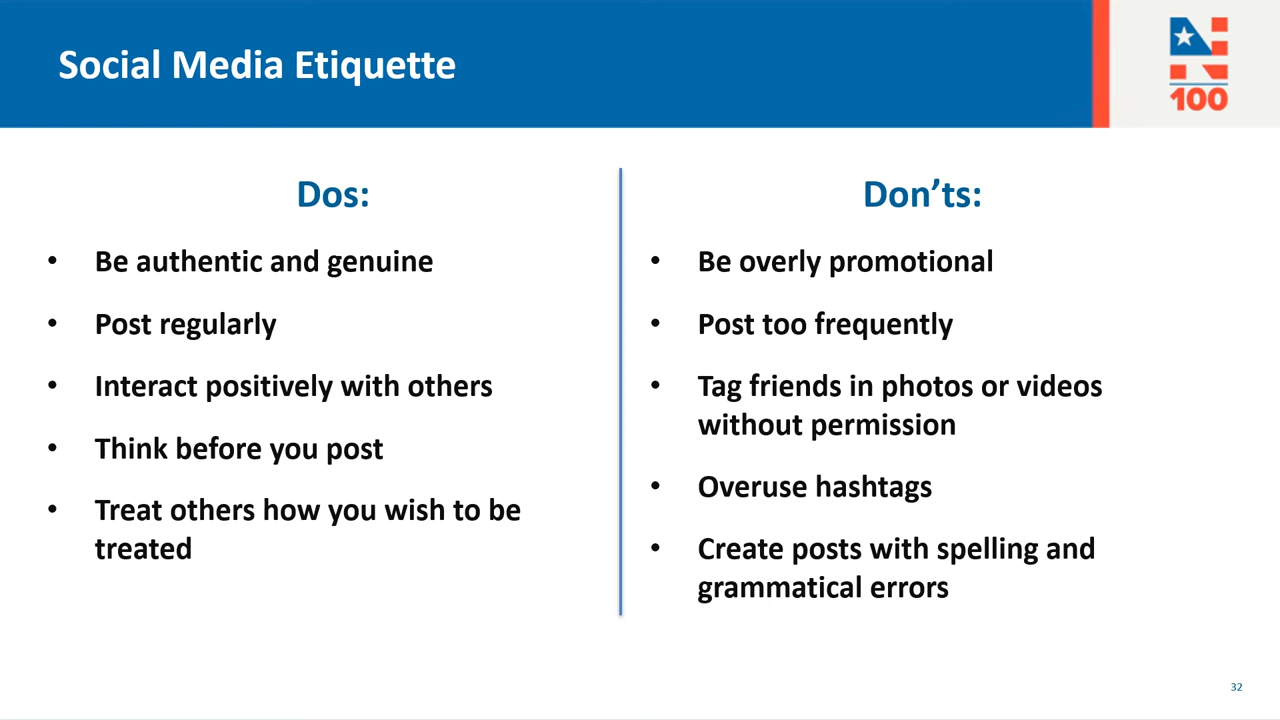 Social Media Etiquette
100
Dos:
• Be authentic and genuine
• Post regularly
• Interact positively with others
• Think before you post
• Treat others how you wish to be
treated
Don’ts:
• Be overly promotional
• Post too frequently
• Tag friends in photos or videos
without permission
• Overuse hashtags
• Create posts with spelling and
grammatical errors
32